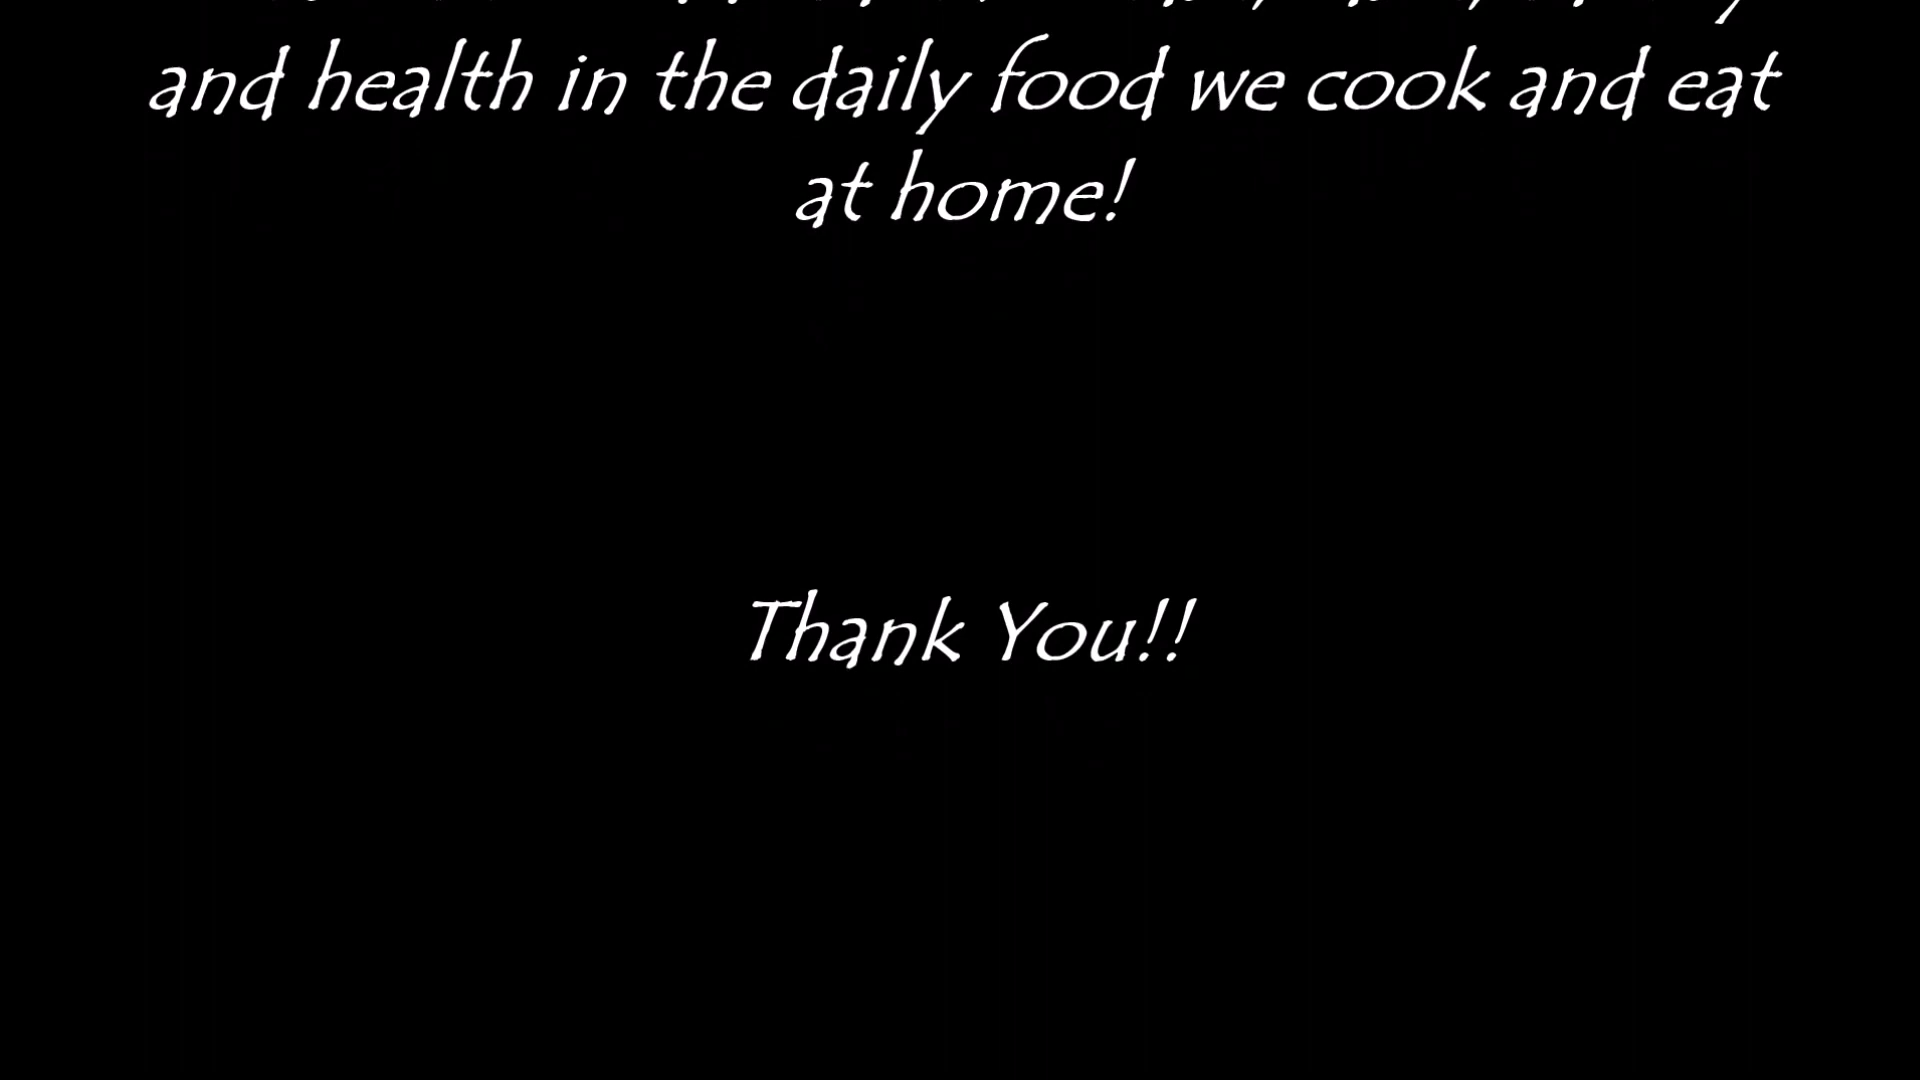 and health in the daily food we cook and eat
at home!
Thank You!!